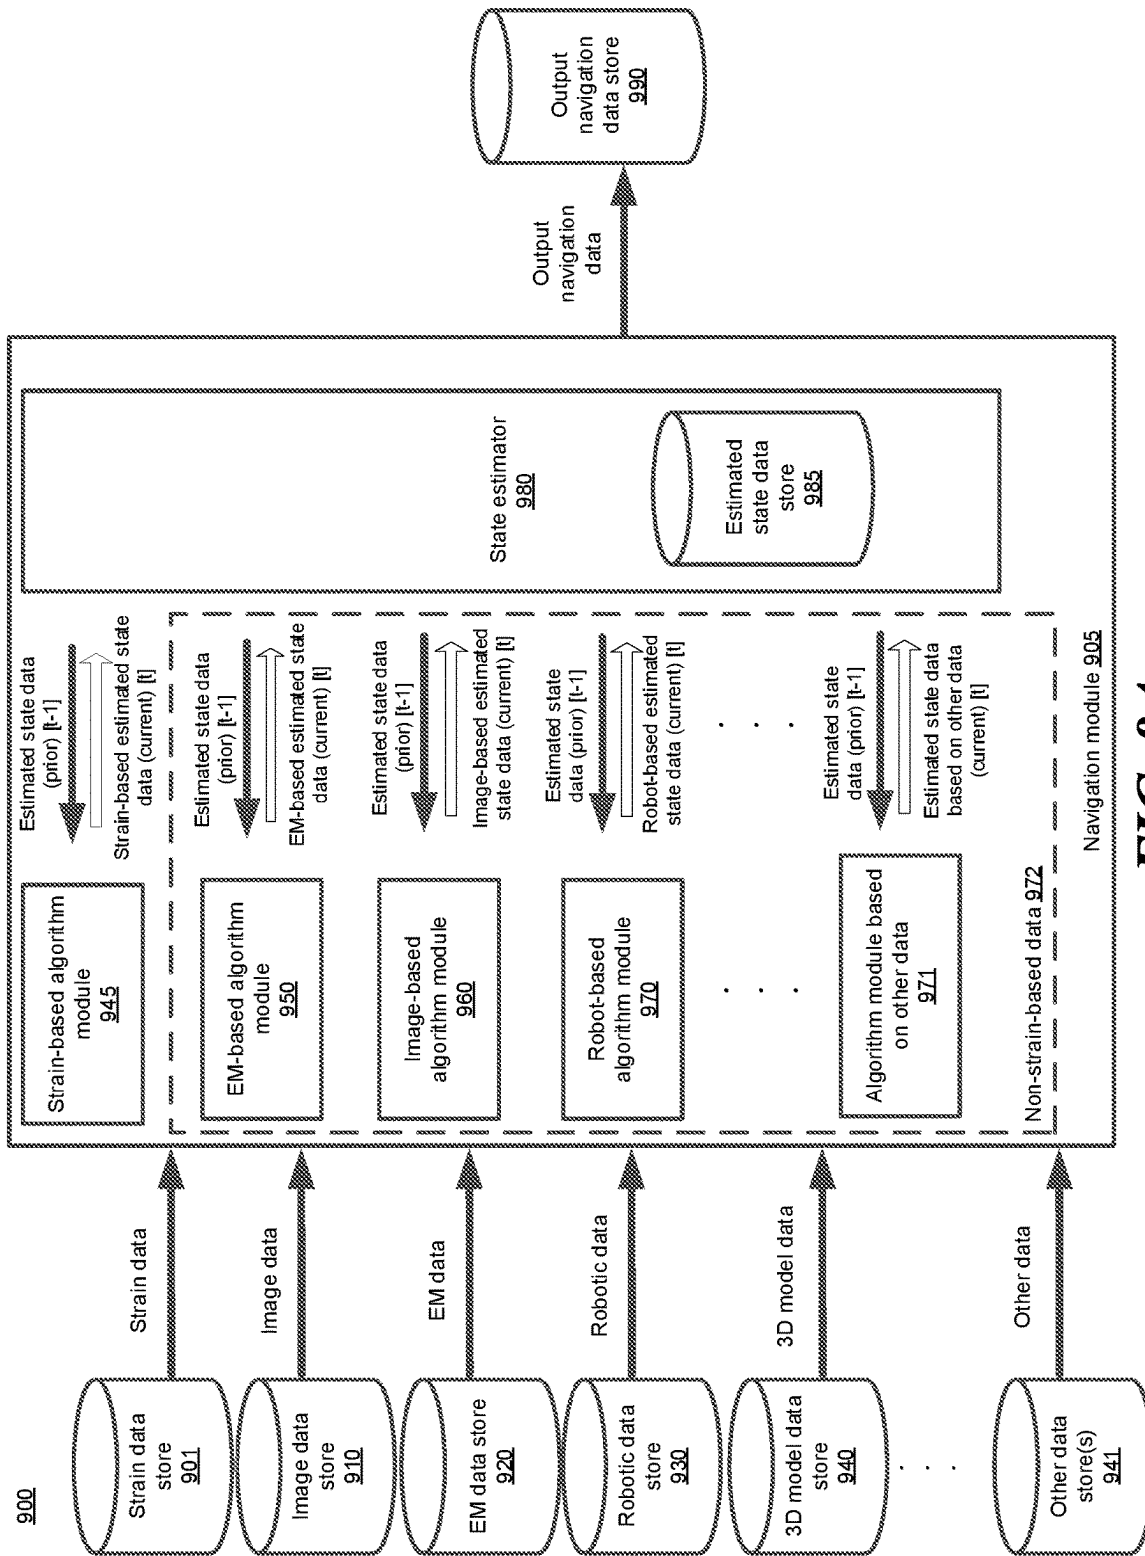 900
Strain data
store
901
Image data
store
910
EM data store
920
Robotic data
store
930
3D model data
store
940
. . .
Other data
store(s)
941
Strain data
Image data
EM data
Robotic data
3D model data
Other data
Strain-based algorithm
module
945
EM-based algorithm
module
950
Image-based
algorithm module
960
Robot-based
algorithm module
970
. . .
Algorithm module based
on other data
971
Non-strain-based data 972
Estimated state data
(prior) [t-1]
Strain-based estimated state
data (current) [t]
Estimated state data
(prior) [t-1]
EM-based estimated state
data (current) [t]
Estimated state data
(prior) [t-1]
Image-based estimated
state data (current) [t]
Estimated state
data (prior) [t-1]
Robot-based estimated
state data (current) [t]
. . .
Estimated state
data (prior) [t-1]
Estimated state data
based on other data
(current) [t]
Navigation module 905
State estimator
980
Estimated
state data
store
985
Output
navigation
data
Output
navigation
data store
990